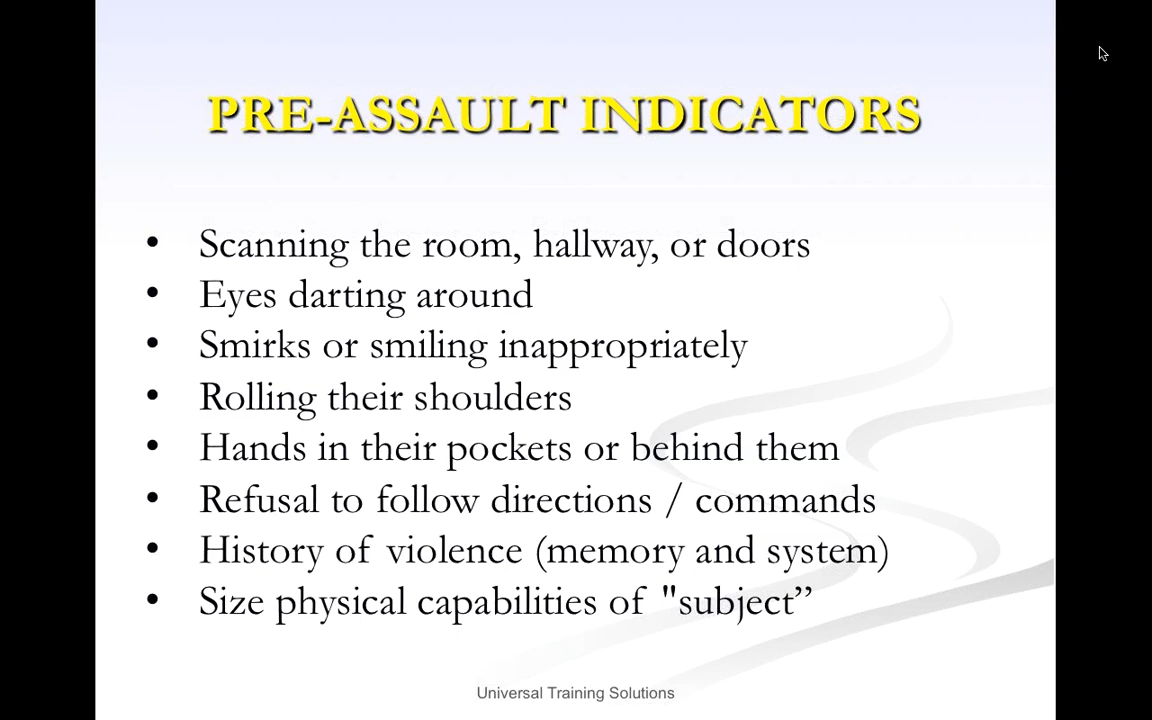 PRE-ASSAULT INDICATORS
• Scanning the room, hallway, or doors
• Eyes darting around
• Smirks or smiling inappropriately
• Rolling their shoulders
• Hands in their pockets or behind them
• Refusal to follow directions / commands
• History of violence (memory and system)
• Size physical capabilities of "subject”
Universal Training Solutions